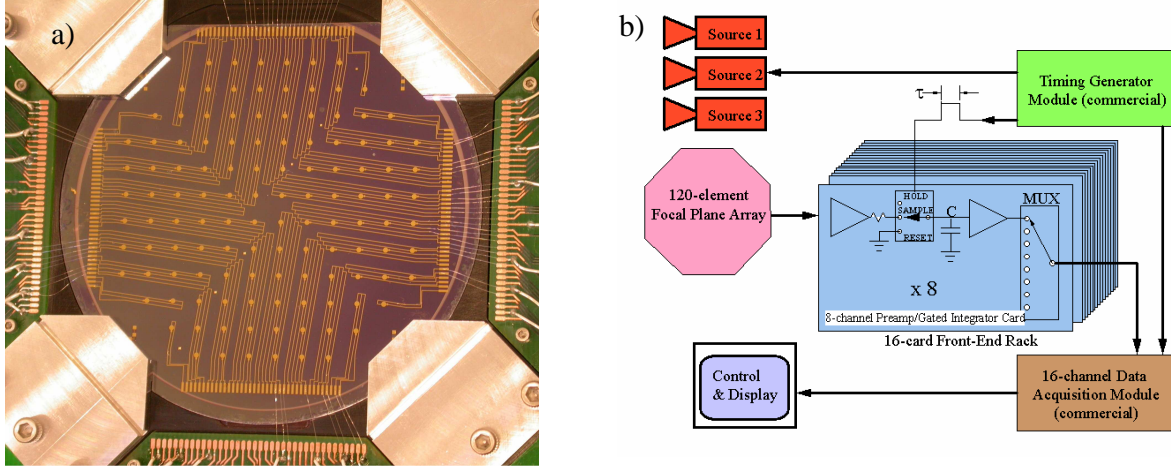 a)
b)
Source 1
Source 2
Source 3
τ
Timing Generator
Module (commercial)
120-element
Focal Plane Array
HOLD
SAMPLE
RESET
C
MUX
x 8
8-channel Preamp/Gated Integrator Card
16-card Front-End Rack
Control
& Display
16-channel Data
Acquisition Module
(commercial)